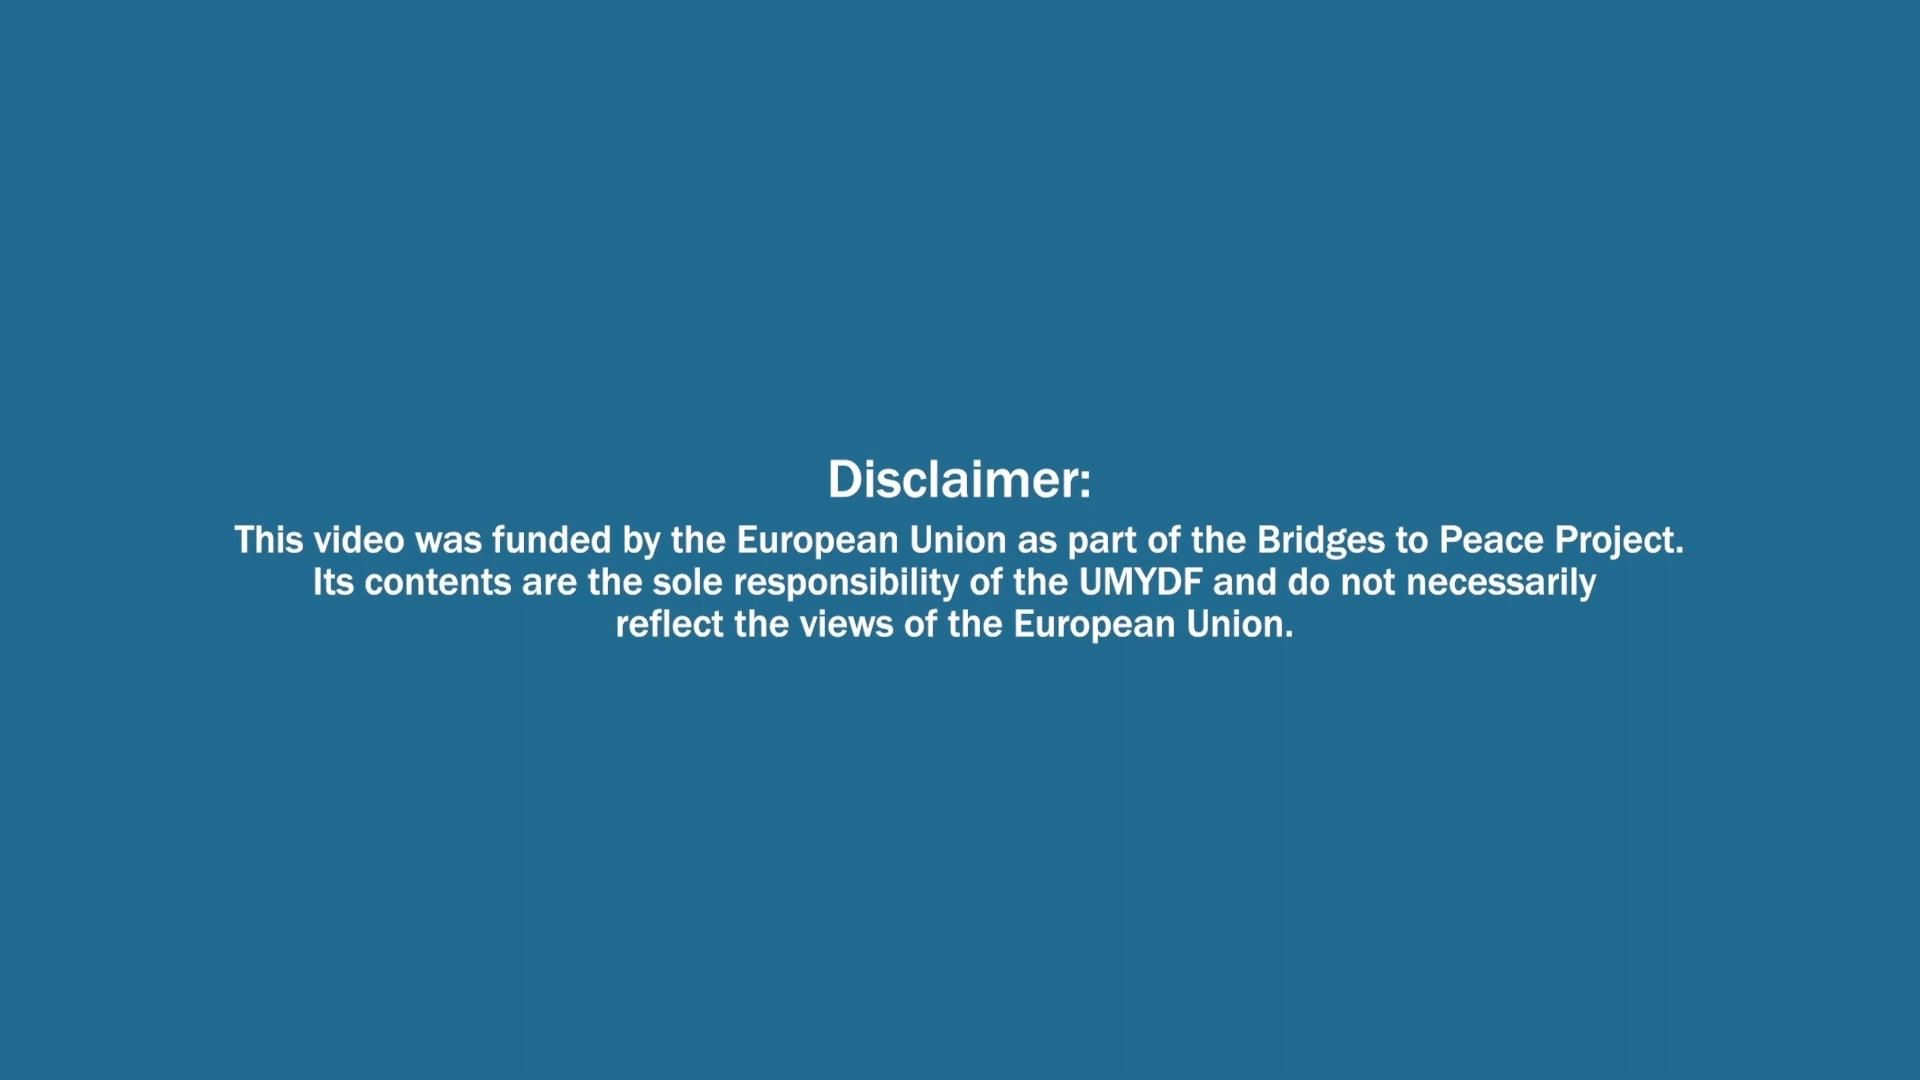 Disclaimer:
This video was funded by the European Union as part of the Bridges to Peace Project.
Its contents are the sole responsibility of the UMYDF and do not necessarily
reflect the views of the European Union.